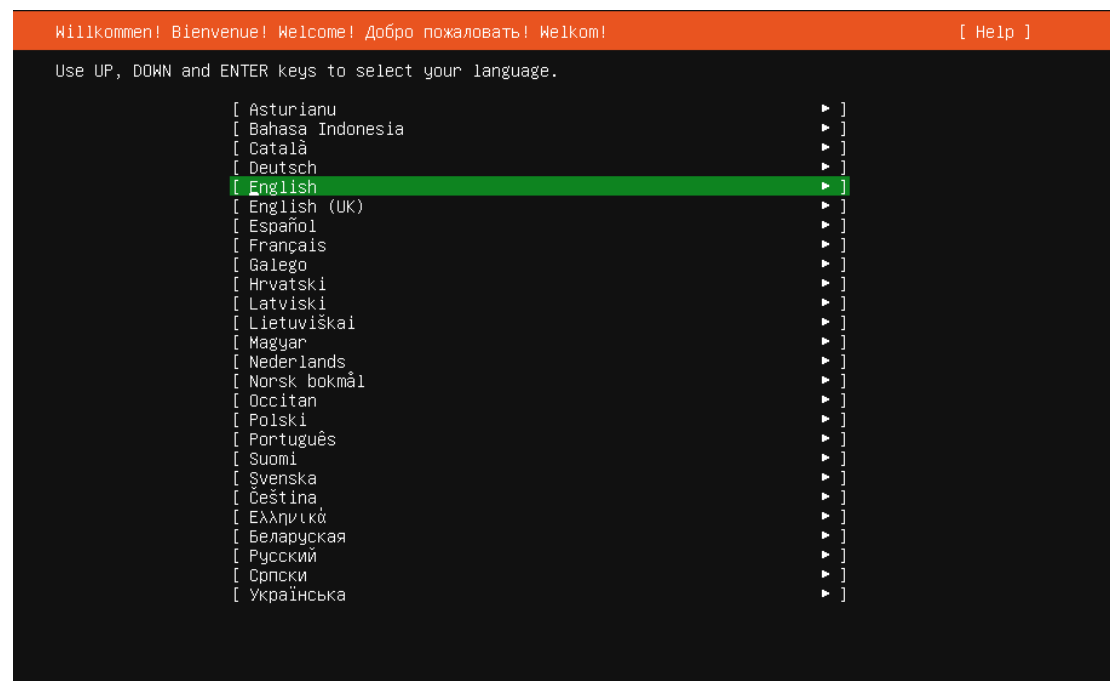 Willkommen! Bienvenue! Welcome! Добро пожаловать! Welkom! [ Help ]
Use UP, DOWN and ENTER keys to select your language.
[ Asturianu ► ]
[ Bahasa Indonesia ► ]
[ Català ► ]
[ Deutsch ► ]
[ English ► ]
[ English (UK) ► ]
[ Español ► ]
[ Français ► ]
[ Galego ► ]
[ Hrvatski ► ]
[ Latviski ► ]
[ Lietuviškai ► ]
[ Magyar ► ]
[ Nederlands ► ]
[ Norsk bokmål ► ]
[ Occitan ► ]
[ Polski ► ]
[ Português ► ]
[ Suomi ► ]
[ Svenska ► ]
[ Čeština ► ]
[ Ελληνικά ► ]
[ Беларуская ► ]
[ Русский ► ]
[ Српски ► ]
[ Українська ► ]